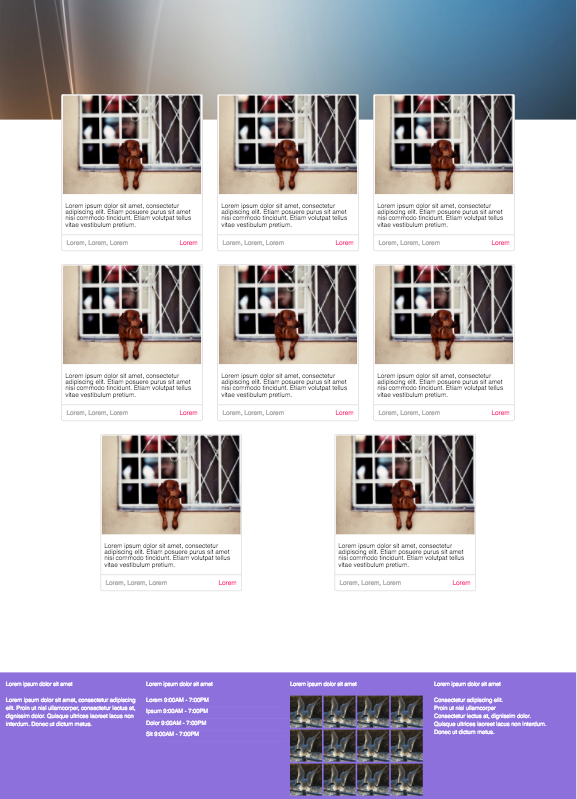 Lorem ipsum dolor sit amet, consectetur
adipiscing elit. Etiam posuere purus sit amet
nisi commodo tincidunt. Etiam volutpat tellus
vitae vestibulum pretium.
Lorem, Lorem, Lorem
Lorem
Lorem ipsum dolor sit amet, consectetur
adipiscing elit. Etiam posuere purus sit amet
nisi commodo tincidunt. Etiam volutpat tellus
vitae vestibulum pretium.
Lorem, Lorem, Lorem
Lorem
Lorem ipsum dolor sit amet, consectetur
adipiscing elit. Etiam posuere purus sit amet
nisi commodo tincidunt. Etiam volutpat tellus
vitae vestibulum pretium.
Lorem, Lorem, Lorem
Lorem
Lorem ipsum dolor sit amet, consectetur
adipiscing elit. Etiam posuere purus sit amet
nisi commodo tincidunt. Etiam volutpat tellus
vitae vestibulum pretium.
Lorem, Lorem, Lorem
Lorem
Lorem ipsum dolor sit amet, consectetur
adipiscing elit. Etiam posuere purus sit amet
nisi commodo tincidunt. Etiam volutpat tellus
vitae vestibulum pretium.
Lorem, Lorem, Lorem
Lorem
Lorem ipsum dolor sit amet, consectetur
adipiscing elit. Etiam posuere purus sit amet
nisi commodo tincidunt. Etiam volutpat tellus
vitae vestibulum pretium.
Lorem, Lorem, Lorem
Lorem
Lorem ipsum dolor sit amet, consectetur
adipiscing elit. Etiam posuere purus sit amet
nisi commodo tincidunt. Etiam volutpat tellus
vitae vestibulum pretium.
Lorem, Lorem, Lorem
Lorem
Lorem ipsum dolor sit amet, consectetur
adipiscing elit. Etiam posuere purus sit amet
nisi commodo tincidunt. Etiam volutpat tellus
vitae vestibulum pretium.
Lorem, Lorem, Lorem
Lorem
Lorem ipsum dolor sit amet
Lorem ipsum dolor sit amet, consectetur adipiscing
elit. Proin ut nisl ullamcorper, consectetur lectus at,
dignissim dolor. Quisque ultrices laoreet lacus non
interdum. Donec ut dictum metus.
Lorem ipsum dolor sit amet
Lorem 9:00AM - 7:00PM
Ipsum 9:00AM - 7:00PM
Dolor 9:00AM - 7:00PM
Sit 9:00AM - 7:00PM
Lorem ipsum dolor sit amet
Lorem ipsum dolor sit amet
Consectetur adipiscing elit.
Proin ut nisl ullamcorper
Consectetur lectus at, dignissim dolor.
Quisque ultrices laoreet lacus non interdum.
Donec ut dictum metus.